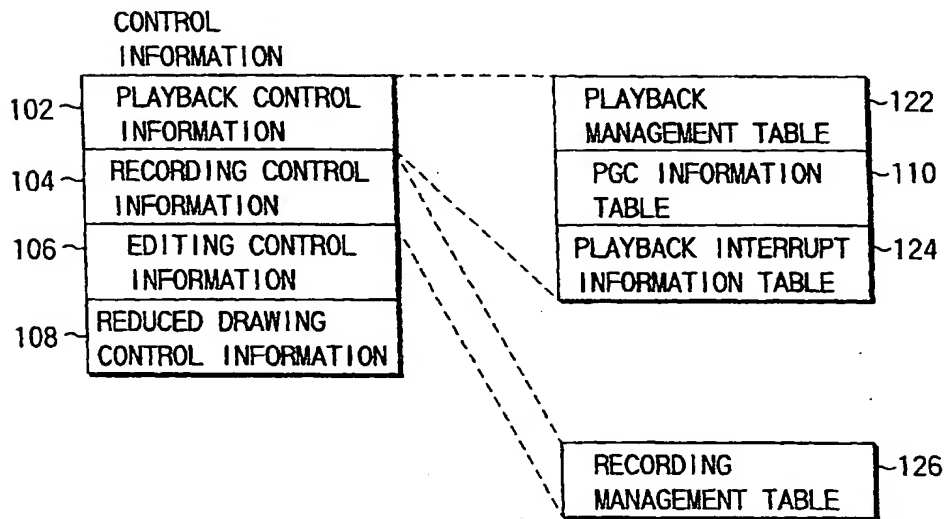 CONTROL
INFORMATION
102
PLAYBACK CONTROL
INFORMATION
104
RECORDING CONTROL
INFORMATION
106
EDITING CONTROL
INFORMATION
108
REDUCED DRAWING
CONTROL INFORMATION
PLAYBACK
MANAGEMENT TABLE
122
PGC INFORMATION
TABLE
110
PLAYBACK INTERRUPT
INFORMATION TABLE
124
RECORDING
MANAGEMENT TABLE
126